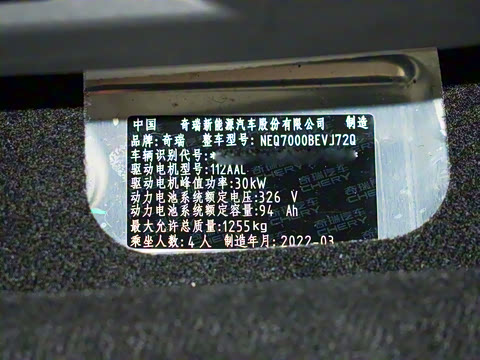 中国 奇瑞新能源汽车股份有限公司 制造
品牌:奇瑞 整车型号:NEQ7000BEVJ72Q
车辆识别代号:*
驱动电机型号:112AAL
驱动电机峰值功率:30kW
动力电池系统额定电压:326 V
动力电池系统额定容量:94 Ah
最大允许总质量:1255kg
乘坐人数:4人 制造年月:2022-03